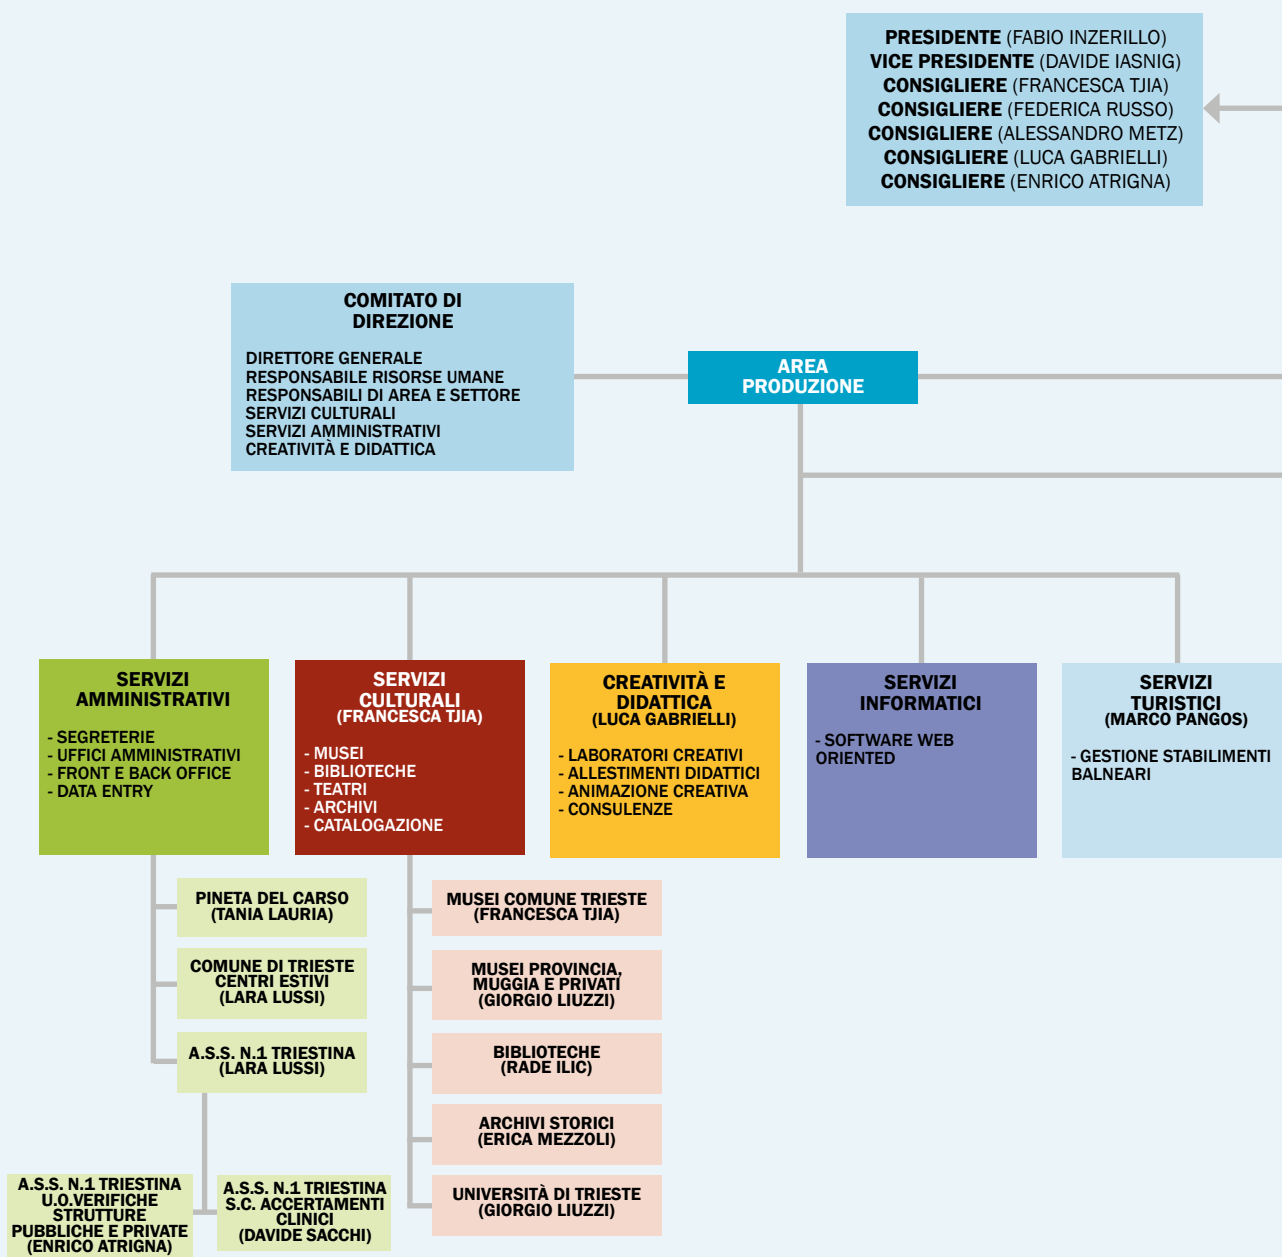 PRESIDENTE (FABIO INZERILLO)
VICE PRESIDENTE (DAVIDE IASNIG)
CONSIGLIERE (FRANCESCA TJIA)
CONSIGLIERE (FEDERICA RUSSO)
CONSIGLIERE (ALESSANDRO METZ)
CONSIGLIERE (LUCA GABRIELLI)
CONSIGLIERE (ENRICO ATRIGNA)
COMITATO DI
DIREZIONE
DIRETTORE GENERALE
RESPONSABILE RISORSE UMANE
RESPONSABILI DI AREA E SETTORE
SERVIZI CULTURALI
SERVIZI AMMINISTRATIVI
CREATIVITÀ E DIDATTICA
AREA
PRODUZIONE
SERVIZI
AMMINISTRATIVI
- SEGRETERIE
- UFFICI AMMINISTRATIVI
- FRONT E BACK OFFICE
- DATA ENTRY
SERVIZI
CULTURALI
(FRANCESCA TJIA)
- MUSEI
- BIBLIOTECHE
- TEATRI
- ARCHIVI
- CATALOGAZIONE
CREATIVITÀ E
DIDATTICA
(LUCA GABRIELLI)
- LABORATORI CREATIVI
- ALLESTIMENTI DIDATTICI
- ANIMAZIONE CREATIVA
- CONSULENZE
SERVIZI
INFORMATICI
- SOFTWARE WEB
ORIENTED
SERVIZI
TURISTICI
(MARCO PANGOS)
- GESTIONE STABILIMENTI
BALNEARI
PINETA DEL CARSO
(TANIA LAURIA)
COMUNE DI TRIESTE
CENTRI ESTIVI
(LARA LUSSI)
A.S.S. N.1 TRIESTINA
(LARA LUSSI)
A.S.S. N.1 TRIESTINA
U.O.VERIFICHE
STRUTTURE
PUBBLICHE E PRIVATE
(ENRICO ATRIGNA)
A.S.S. N.1 TRIESTINA
S.C. ACCERTAMENTI
CLINICI
(DAVIDE SACCHI)
MUSEI COMUNE TRIESTE
(FRANCESCA TJIA)
MUSEI PROVINCIA,
MUGGIA E PRIVATI
(GIORGIO LIUZZI)
BIBLIOTECHE
(RADE ILIC)
ARCHIVI STORICI
(ERICA MEZZOLI)
UNIVERSITÀ DI TRIESTE
(GIORGIO LIUZZI)